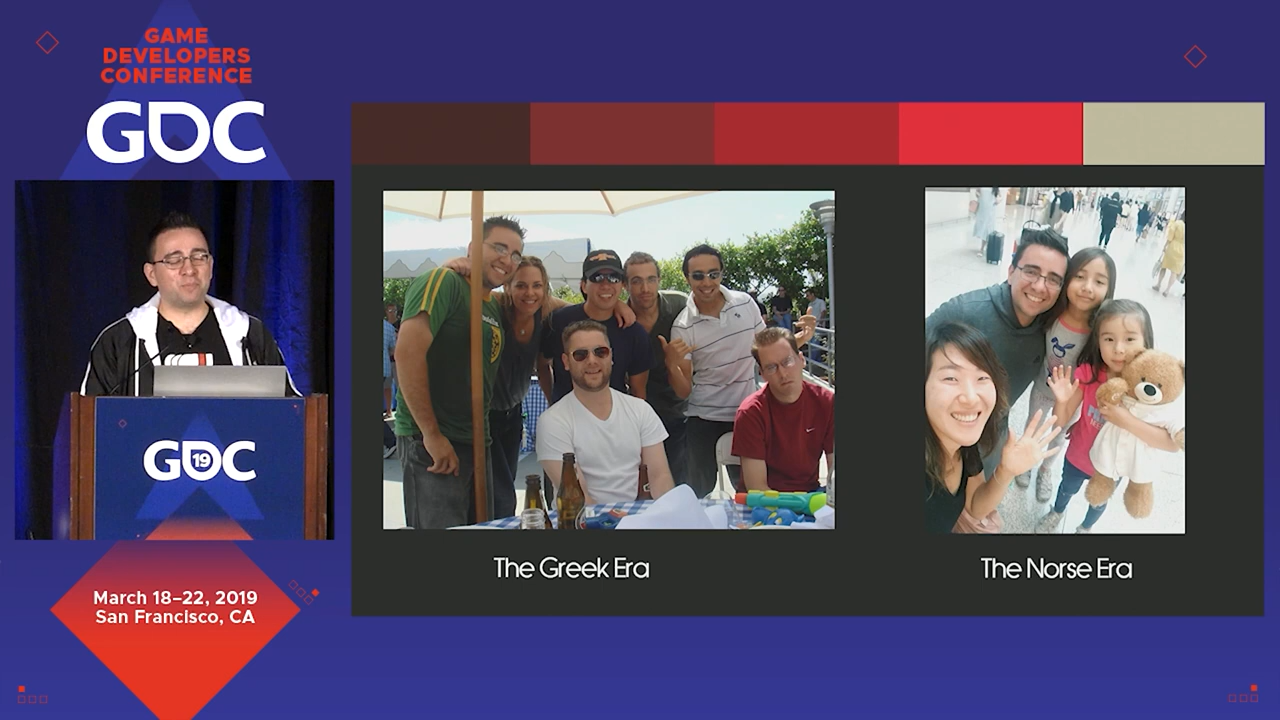 GAME
DEVELOPERS
CONFERENCE
GDC
GDC
19
March 18–22, 2019
San Francisco, CA
The Greek Era
The Norse Era